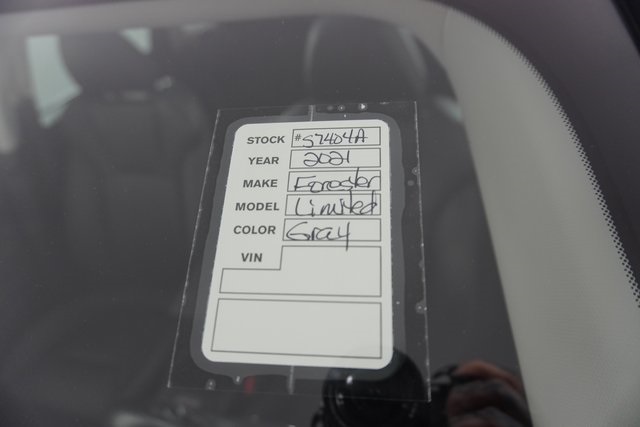 STOCK #S7404A
YEAR 2021
MAKE Forester
MODEL Limited
COLOR Gray
VIN